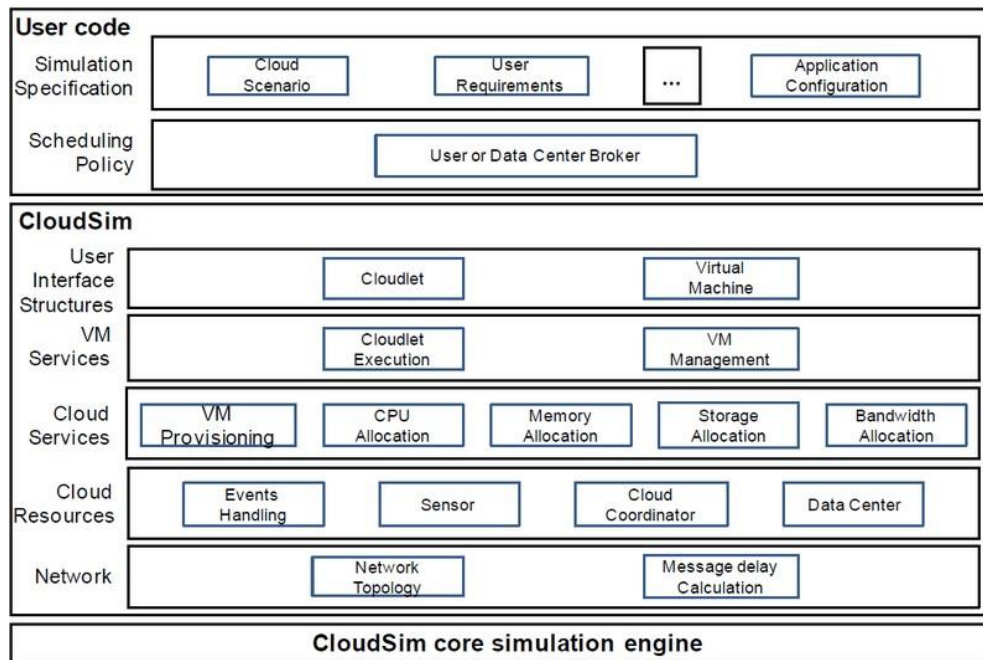 User code
Simulation
Specification
Cloud
Scenario
User
Requirements
...
Application
Configuration
Scheduling
Policy
User or Data Center Broker
CloudSim
User
Interface
Structures
Cloudlet
Virtual
Machine
VM
Services
Cloudlet
Execution
VM
Management
Cloud
Services
VM
Provisioning
CPU
Allocation
Memory
Allocation
Storage
Allocation
Bandwidth
Allocation
Cloud
Resources
Events
Handling
Sensor
Cloud
Coordinator
Data Center
Network
Network
Topology
Message delay
Calculation
CloudSim core simulation engine